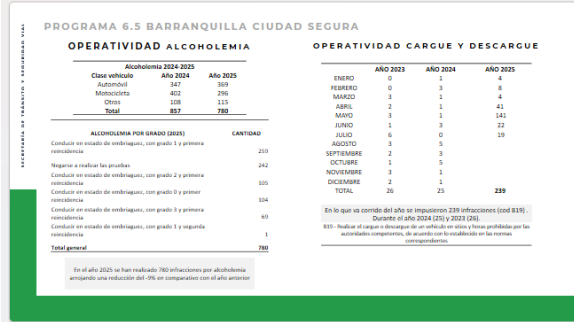 PROGRAMA 6.5 BARRANQUILLA CIUDAD SEGURA
SECRETARÍA DE TRÁNSITO Y SEGURIDAD VIAL
OPERATIVIDAD ALCOHOLEMIA
Alcoholemia 2024-2025
Clase vehículo Año 2024 Año 2025
Automóvil 347 369
Motocicleta 402 296
Otros 108 115
Total 857 780
ALCOHOLEMIA POR GRADO (2025) CANTIDAD
Conducir en estado de embriaguez, con grado 1 y primera
reincidencia 259
Negarse a realizar las pruebas 242
Conducir en estado de embriaguez, con grado 2 y primera
reincidencia 105
Conducir en estado de embriaguez, con grado 0 y primer
reincidencia 104
Conducir en estado de embriaguez, con grado 3 y primera
reincidencia 69
Conducir en estado de embriaguez, con grado 1 y segunda
reincidencia 1
Total general 780
En el año 2025 se han realizado 780 infracciones por alcoholemia
arrojando una reducción del -9% en comparativo con el año anterior
OPERATIVIDAD CARGUE Y DESCARGUE
AÑO 2023 AÑO 2024 AÑO 2025
ENERO 0 1 4
FEBRERO 0 3 8
MARZO 3 1 4
ABRIL 2 1 41
MAYO 3 1 141
JUNIO 1 3 22
JULIO 6 0 19
AGOSTO 3 5
SEPTIEMBRE 2 3
OCTUBRE 1 5
NOVIEMBRE 3 1
DICIEMBRE 2 1
TOTAL 26 25 239
En lo que va corrido del año se impusieron 239 infracciones (cod 819) .
Durante el año 2024 (25) y 2023 (26).
819 - Realizar el cargue o descargue de un vehículo en sitios y horas prohibidas por las
autoridades competentes, de acuerdo con lo establecido en las normas
correspondientes